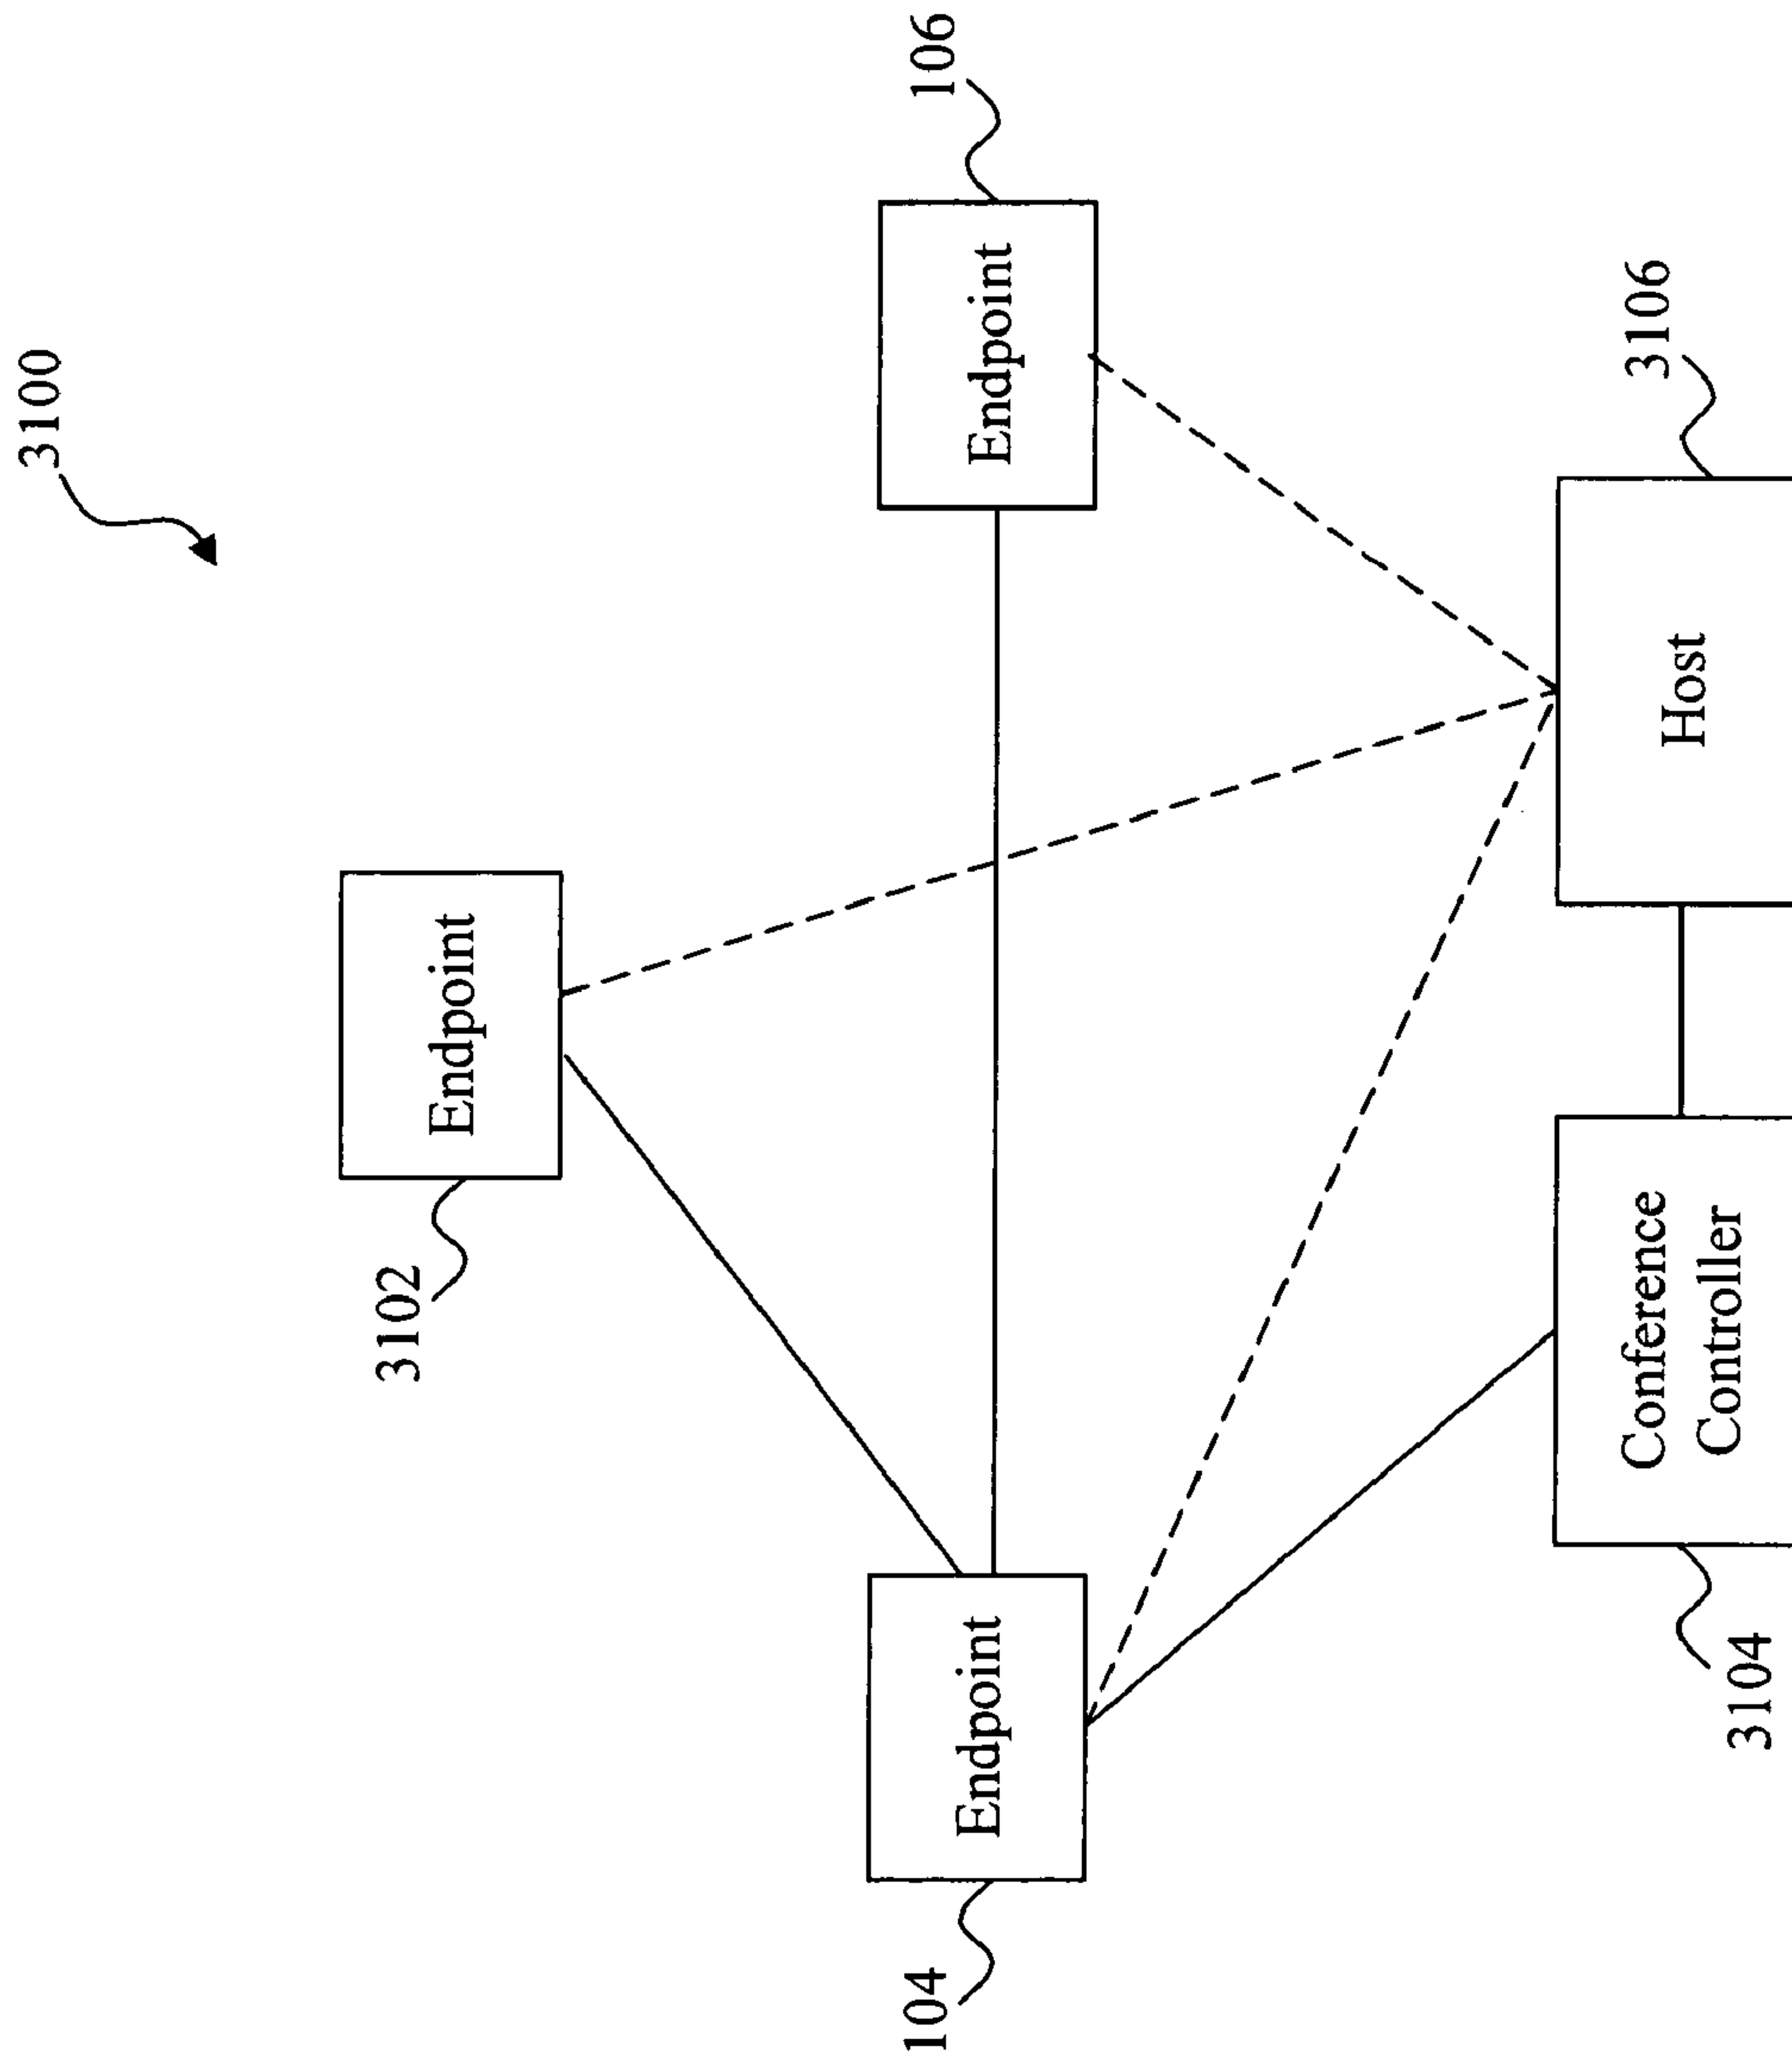 3100
3102
Endpoint
104
Endpoint
Endpoint
106
3104
Conference
Controller
Host
3106